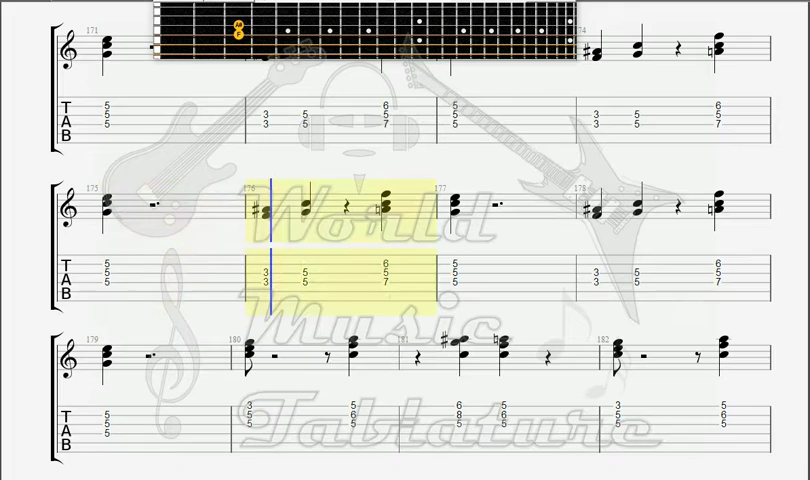 171 174
T 5 6 5 6
A 5 3 5 5 5 3 5 5
B 5 3 5 7 5 3 5 7
175 176 177 178
World
T 5 6 5 6
A 5 3 5 5 5 3 5 5
B 5 3 5 7 5 3 5 7
Music
179 180 81 182
3 5 6 5 3 5
T 5 5 6 8 6 5 6
A 5 5 5 5 5 5 5
B 5
Tablature